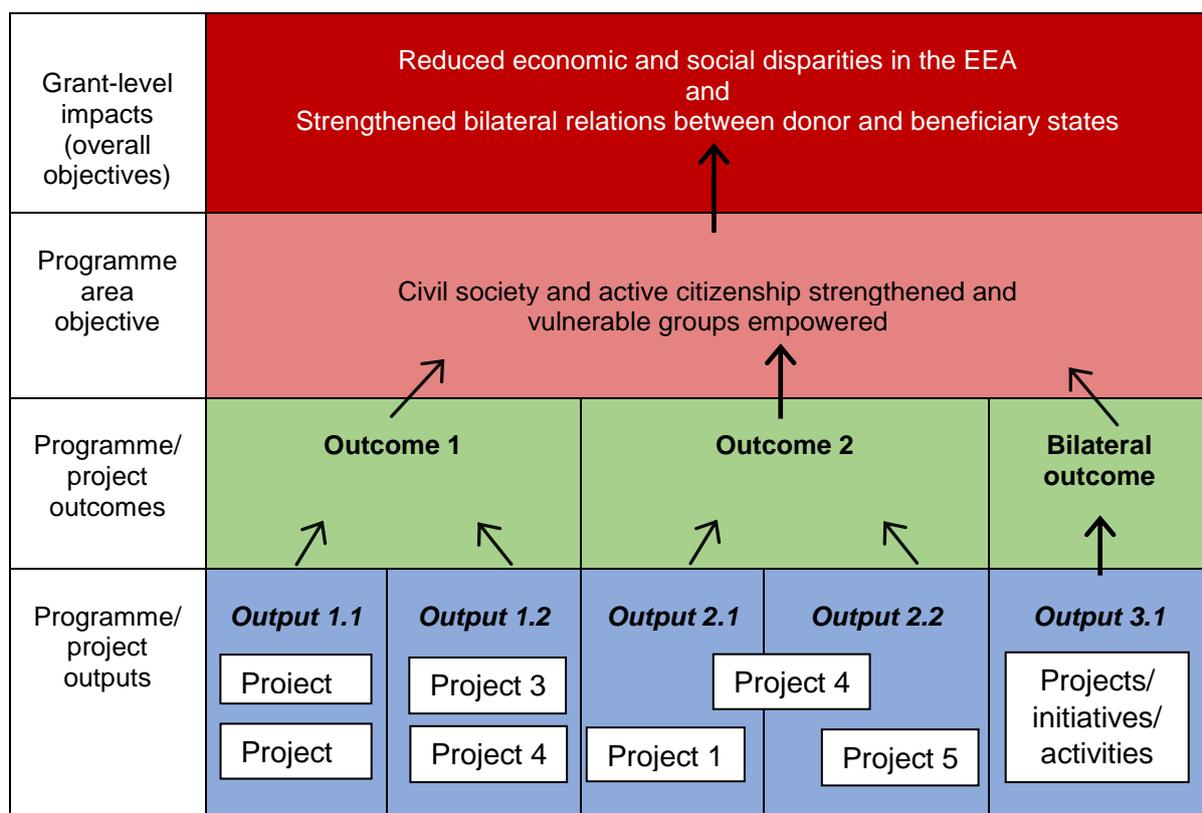 Grant-level
impacts
(overall
objectives)
Reduced economic and social disparities in the EEA
and
Strengthened bilateral relations between donor and beneficiary states
Programme
area
objective
Civil society and active citizenship strengthened and
vulnerable groups empowered
Programme/
project
outcomes
Outcome 1
Outcome 2
Bilateral
outcome
Programme/
project
outputs
Output 1.1
Output 1.2
Output 2.1
Output 2.2
Output 3.1
Project
Project
Project 3
Project 4
Project 4
Project 1
Project 5
Projects/
initiatives/
activities